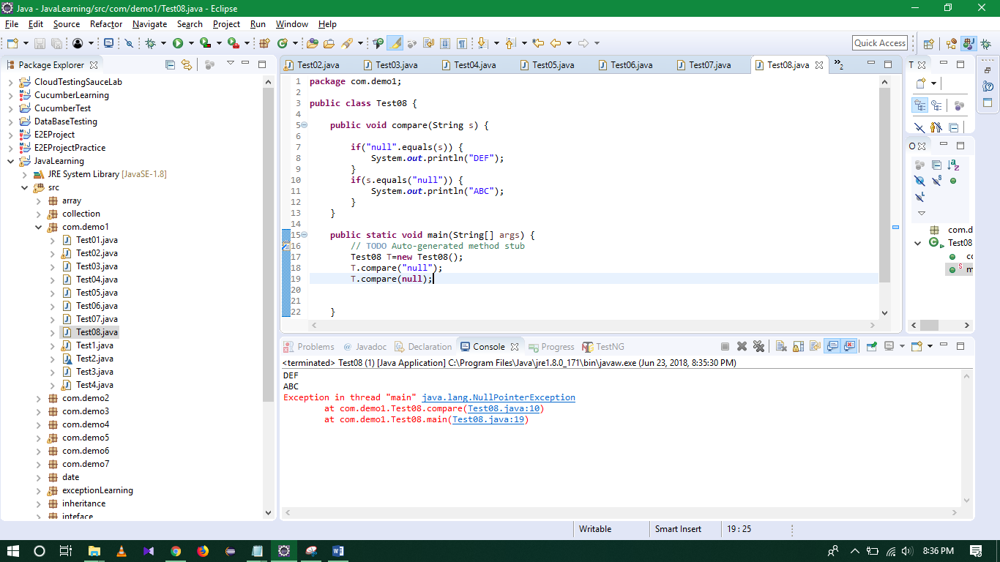 Java - JavaLearning/src/com/demo1/Test08.java - Eclipse
File Edit Source Refactor Navigate Search Project Run Window Help
Quick Access
Package Explorer
CloudTestingSauceLab
CucumberLearning
CucumberTest
DataBaseTesting
E2EProject
E2EProjectPractice
JavaLearning
JRE System Library [JavaSE-1.8]
src
array
collection
com.demo1
Test01.java
Test02.java
Test03.java
Test04.java
Test05.java
Test06.java
Test07.java
Test08.java
Test1.java
Test2.java
Test3.java
Test4.java
com.demo2
com.demo3
com.demo4
com.demo5
com.demo6
com.demo7
date
exceptionLearning
inheritance
inteface
Test02.java Test03.java Test04.java Test05.java Test06.java Test07.java Test08.java 2
1 package com.demo1;
2
3 public class Test08 {
4
5 public void compare(String s) {
6
7 if("null".equals(s)) {
8 System.out.println("DEF");
9 }
10 if(s.equals("null")) {
11 System.out.println("ABC");
12 }
13 }
14
15 public static void main(String[] args) {
16 // TODO Auto-generated method stub
17 Test08 T=new Test08();
18 T.compare("null");
19 T.compare(null);
20
21
22 }
T
O
com.d
Test08
co
m
Problems Javadoc Declaration Console Progress TestNG
<terminated> Test08 (1) [Java Application] C:\Program Files\Java\jre1.8.0_171\bin\javaw.exe (Jun 23, 2018, 8:35:30 PM)
DEF
ABC
Exception in thread "main" java.lang.NullPointerException
at com.demo1.Test08.compare(Test08.java:10)
at com.demo1.Test08.main(Test08.java:19)
Writable Smart Insert 19 : 25
8:36 PM